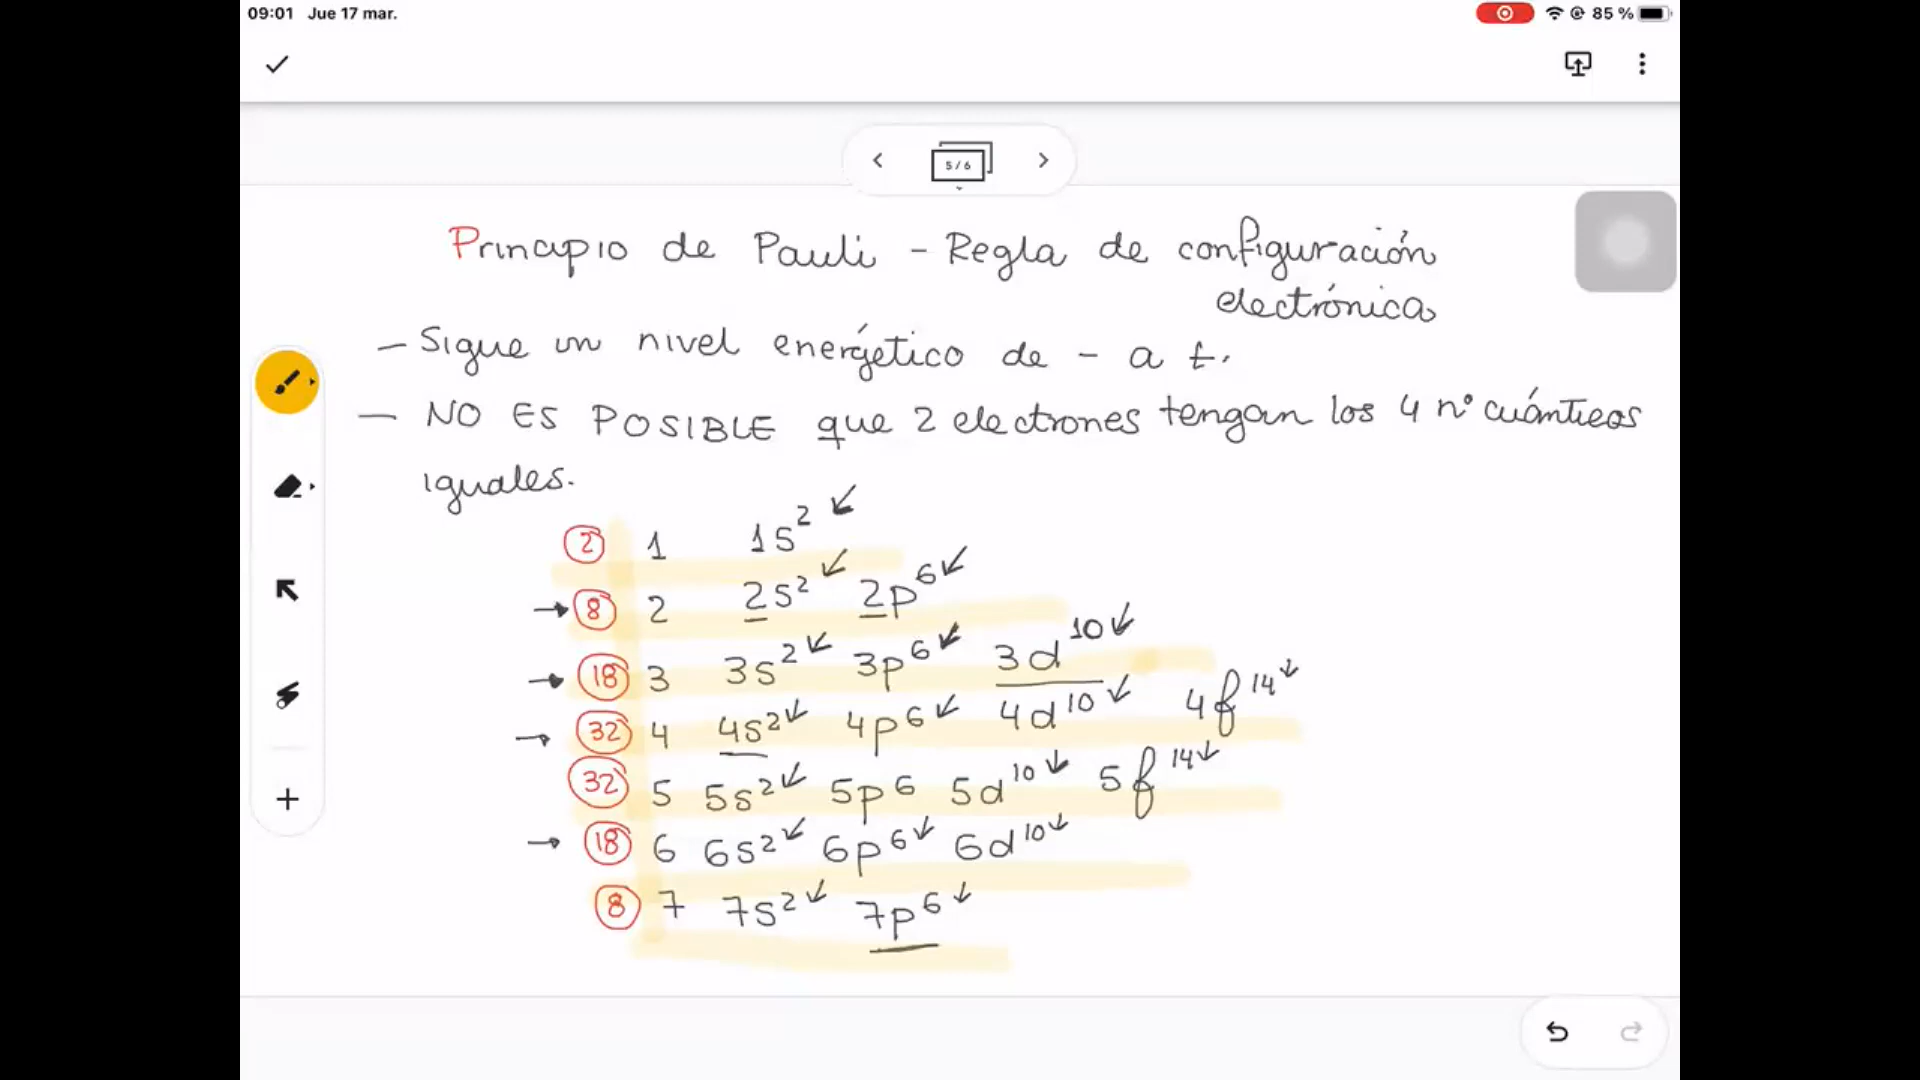 09:01 Jue 17 mar. 85 %
5 / 6
Principio de Pauli - Regla de configuración
electrónica
- Sigue un nivel energético de - a +.
- NO ES POSIBLE que 2 electrones tengan los 4 nº cuánticos
iguales.
2 1 1s² ↙
→ 8 2 2s² ↙ 2p⁶ ↙
→ 18 3 3s² ↙ 3p⁶ ↙ 3d¹⁰ ↙
→ 32 4 4s² ↙ 4p⁶ ↙ 4d¹⁰ ↙ 4f¹⁴ ↓
32 5 5s² ↙ 5p⁶ 5d¹⁰ ↙ 5f¹⁴ ↙
→ 18 6 6s² ↙ 6p⁶ ↙ 6d¹⁰ ↙
8 7 7s² ↙ 7p⁶ ↓